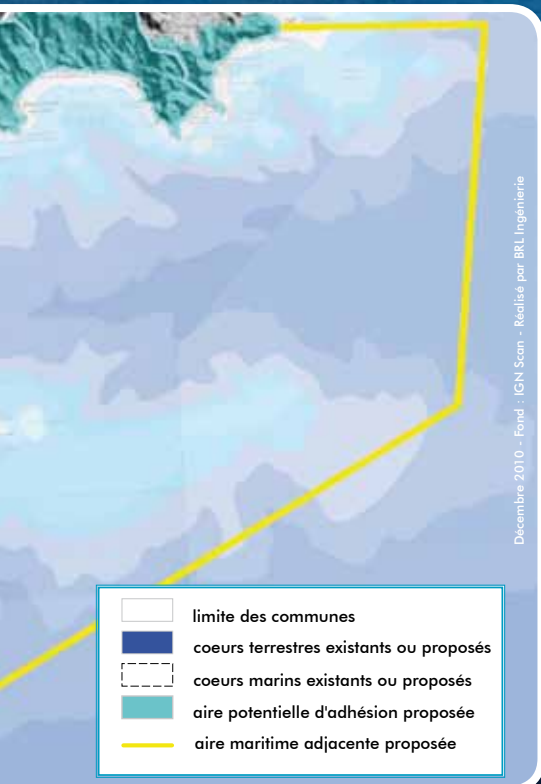 Décembre 2010 - Fond : IGN Scan - Réalisé par BRL Ingénierie
limite des communes
coeurs terrestres existants ou proposés
coeurs marins existants ou proposés
aire potentielle d'adhésion proposée
aire maritime adjacente proposée